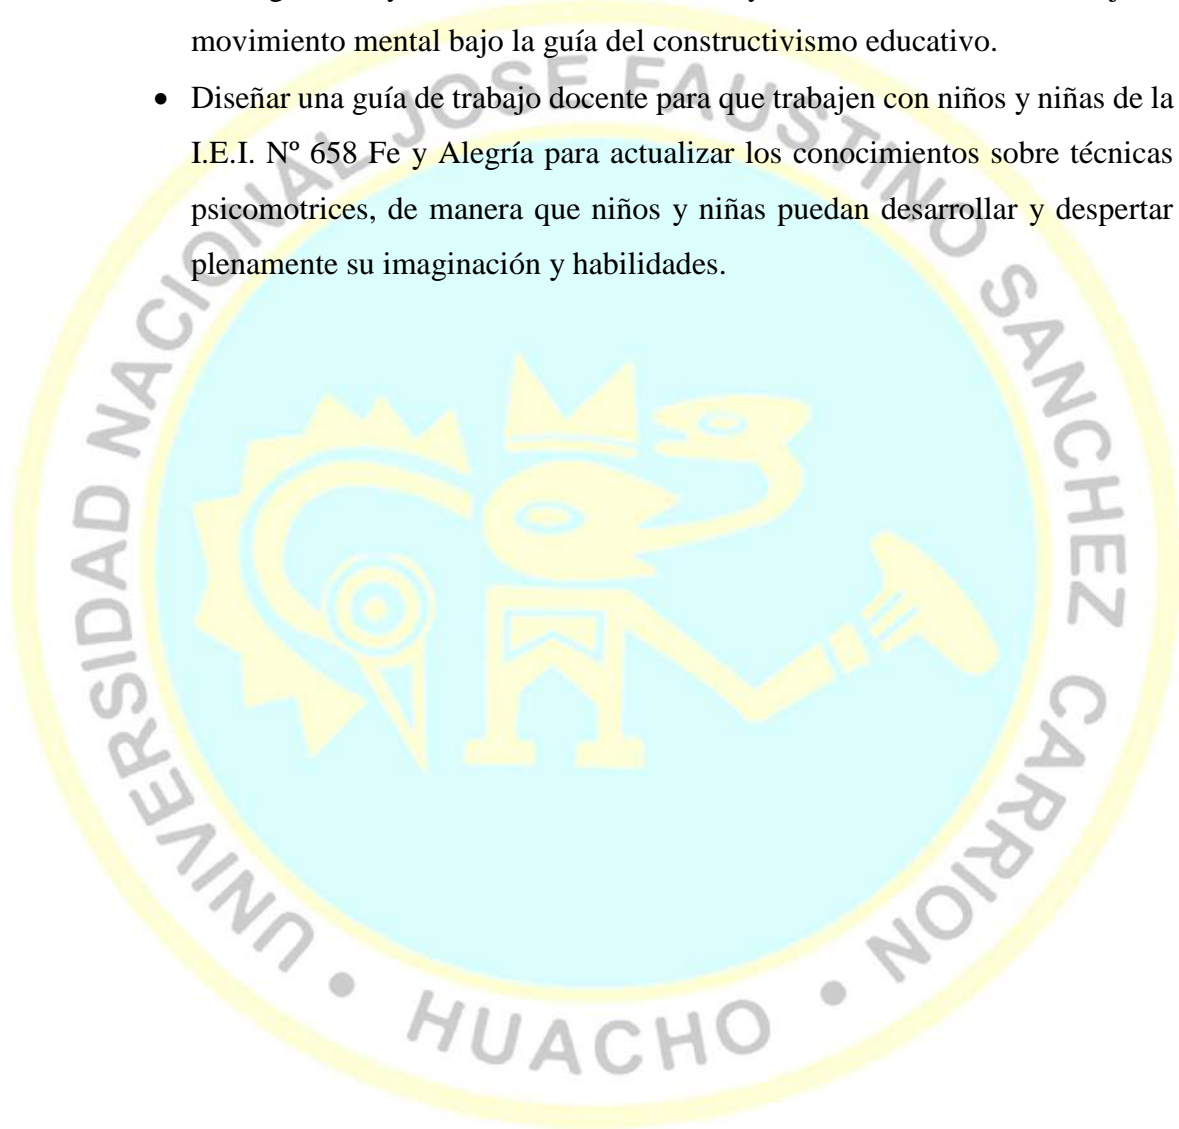 movimiento mental bajo la guía del constructivismo educativo.
• Diseñar una guía de trabajo docente para que trabajen con niños y niñas de la
I.E.I. Nº 658 Fe y Alegría para actualizar los conocimientos sobre técnicas
psicomotrices, de manera que niños y niñas puedan desarrollar y despertar
plenamente su imaginación y habilidades.
UNIVERSIDAD NACIONAL JOSE FAUSTINO SANCHEZ CARRION
• HUACHO •